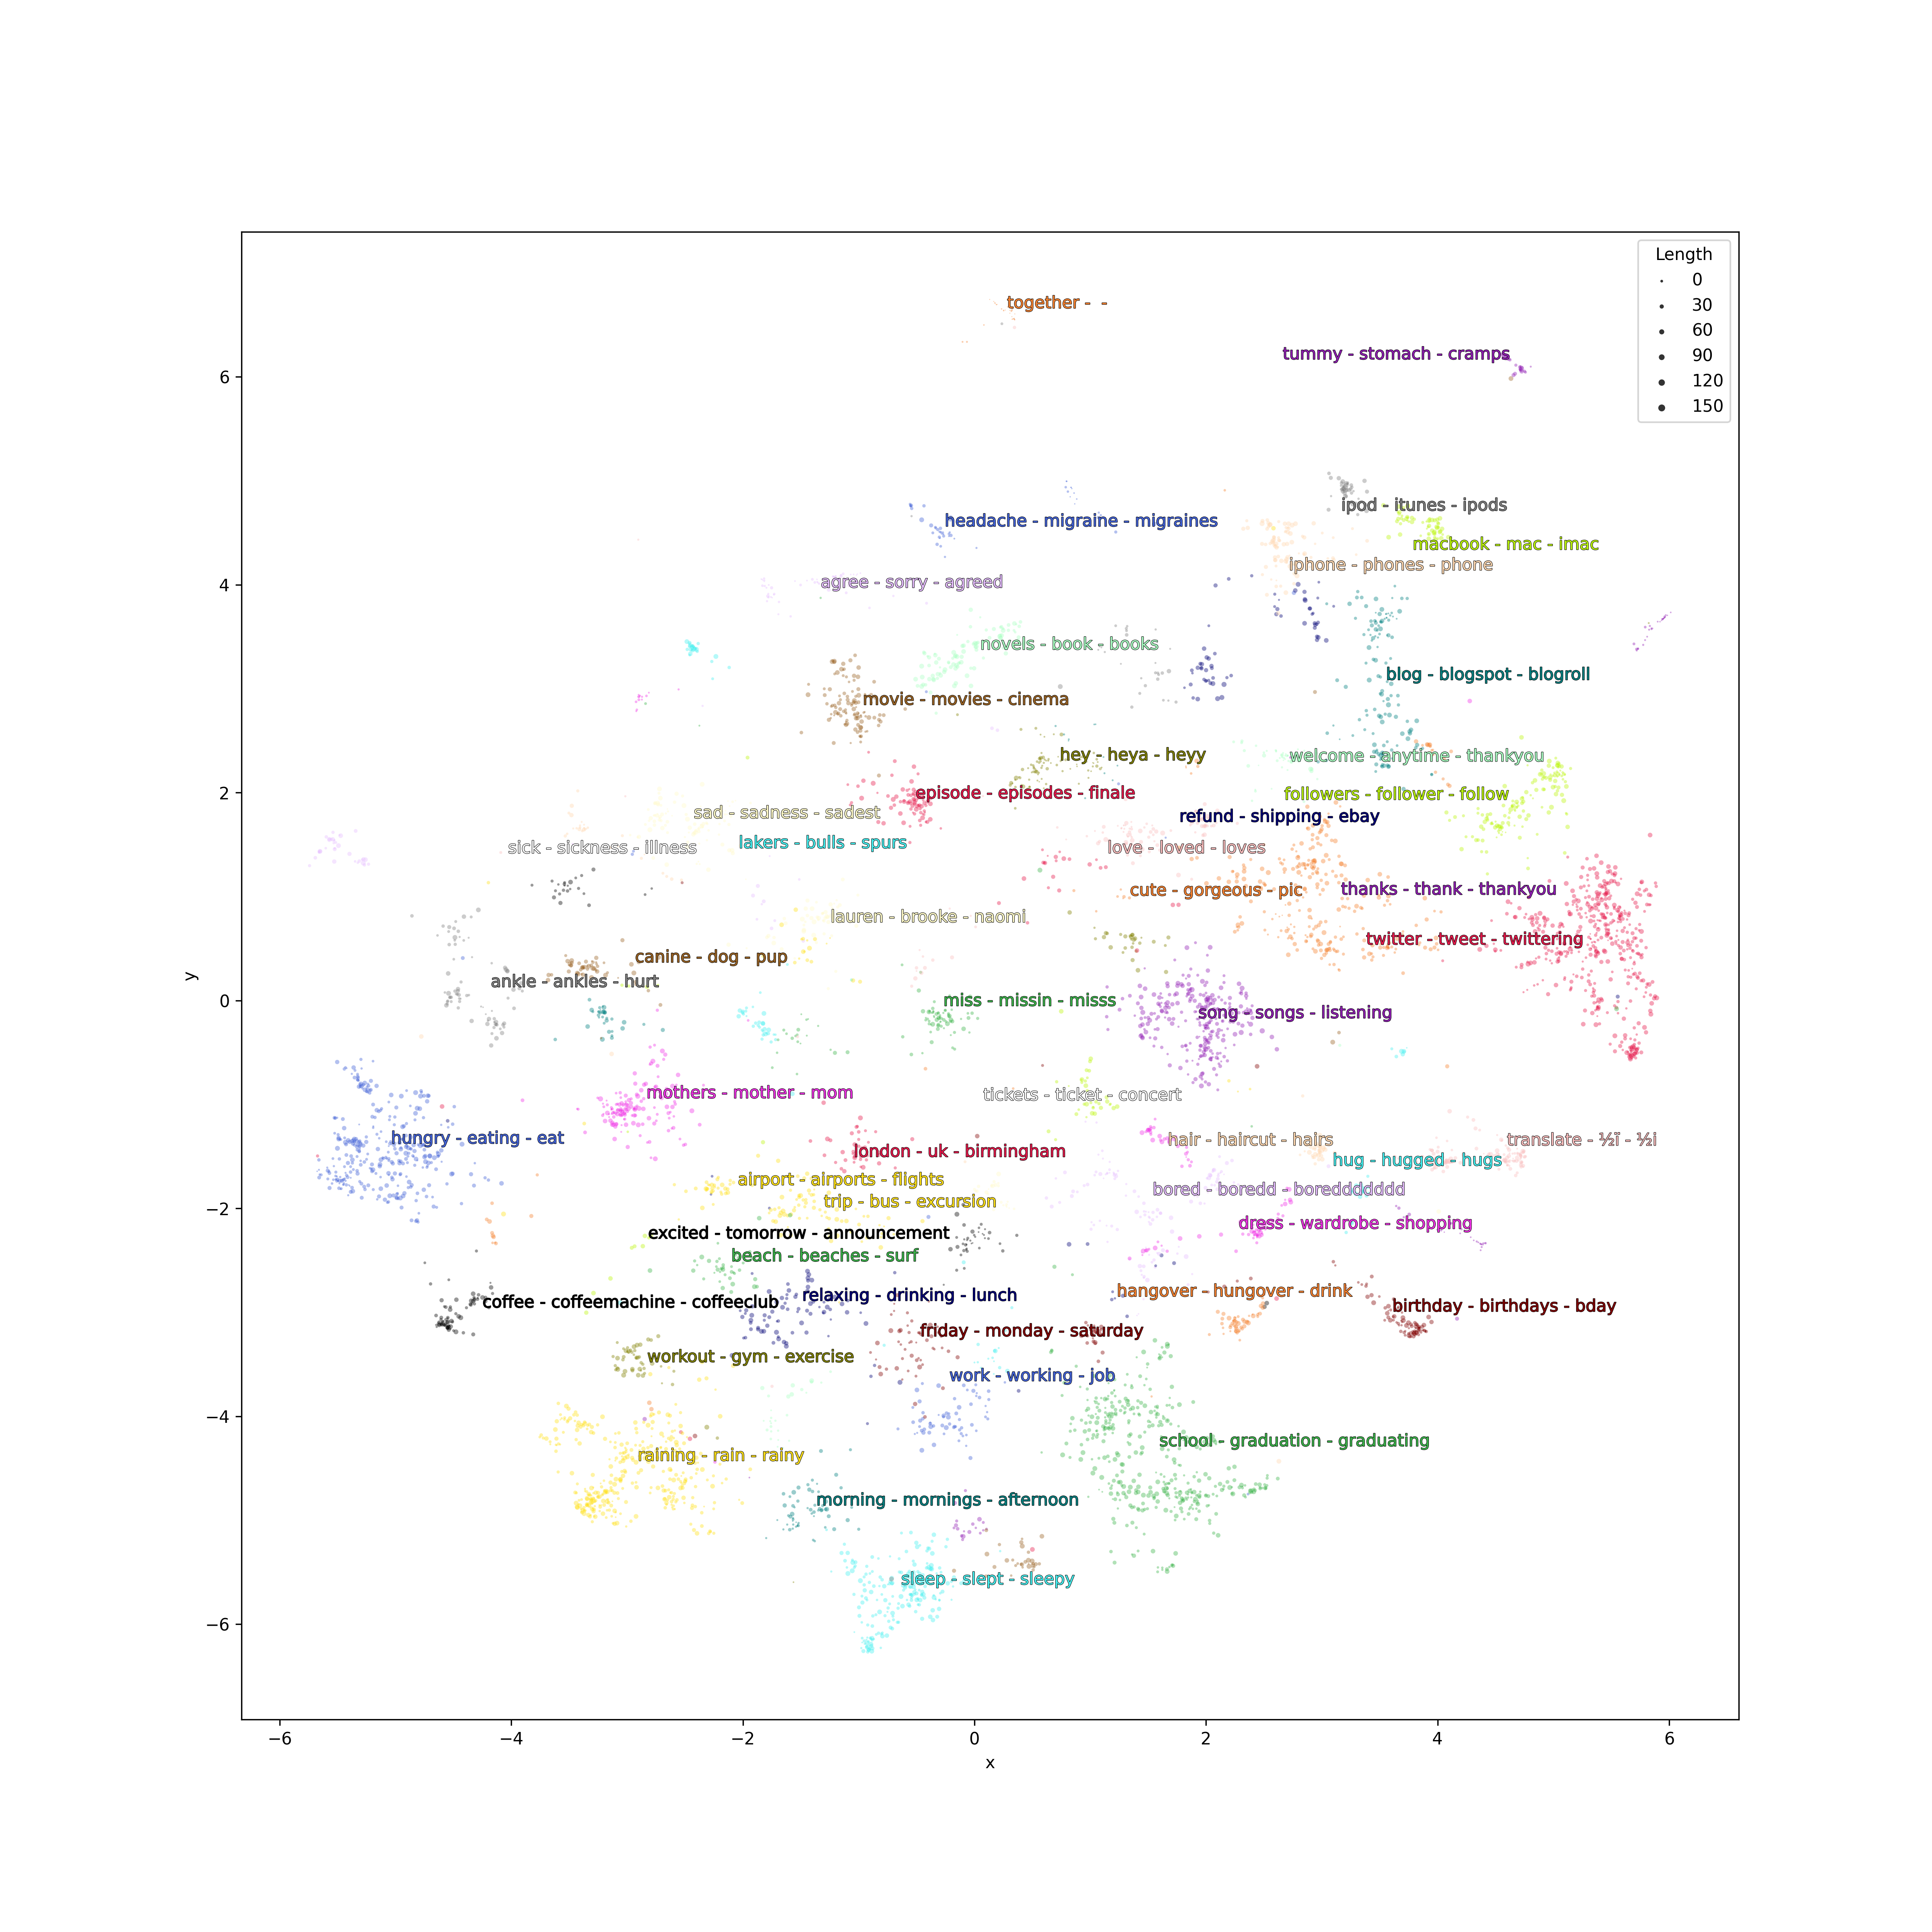 Length
0
30
60
90
120
150
together -  -
tummy - stomach - cramps
6
ipod - itunes - ipods
headache - migraine - migraines
macbook - mac - imac
iphone - phones - phone
4
agree - sorry - agreed
novels - book - books
blog - blogspot - blogroll
movie - movies - cinema
hey - heya - heyy
welcome - anytime - thankyou
2
episode - episodes - finale
followers - follower - follow
sad - sadness - sadest
refund - shipping - ebay
lakers - bulls - spurs
sick - sickness - illness
love - loved - loves
cute - gorgeous - pic
thanks - thank - thankyou
lauren - brooke - naomi
twitter - tweet - twittering
canine - dog - pup
ankle - ankles - hurt
y
0
miss - missin - misss
song - songs - listening
mothers - mother - mom
tickets - ticket - concert
hungry - eating - eat
hair - haircut - hairs
translate - ½ï - ½i
london - uk - birmingham
hug - hugged - hugs
airport - airports - flights
bored - boredd - boredddddd
trip - bus - excursion
−2
dress - wardrobe - shopping
excited - tomorrow - announcement
beach - beaches - surf
hangover - hungover - drink
relaxing - drinking - lunch
coffee - coffeemachine - coffeeclub
birthday - birthdays - bday
friday - monday - saturday
workout - gym - exercise
work - working - job
−4
school - graduation - graduating
raining - rain - rainy
morning - mornings - afternoon
sleep - slept - sleepy
−6
−6
−4
−2
0
2
4
6
x